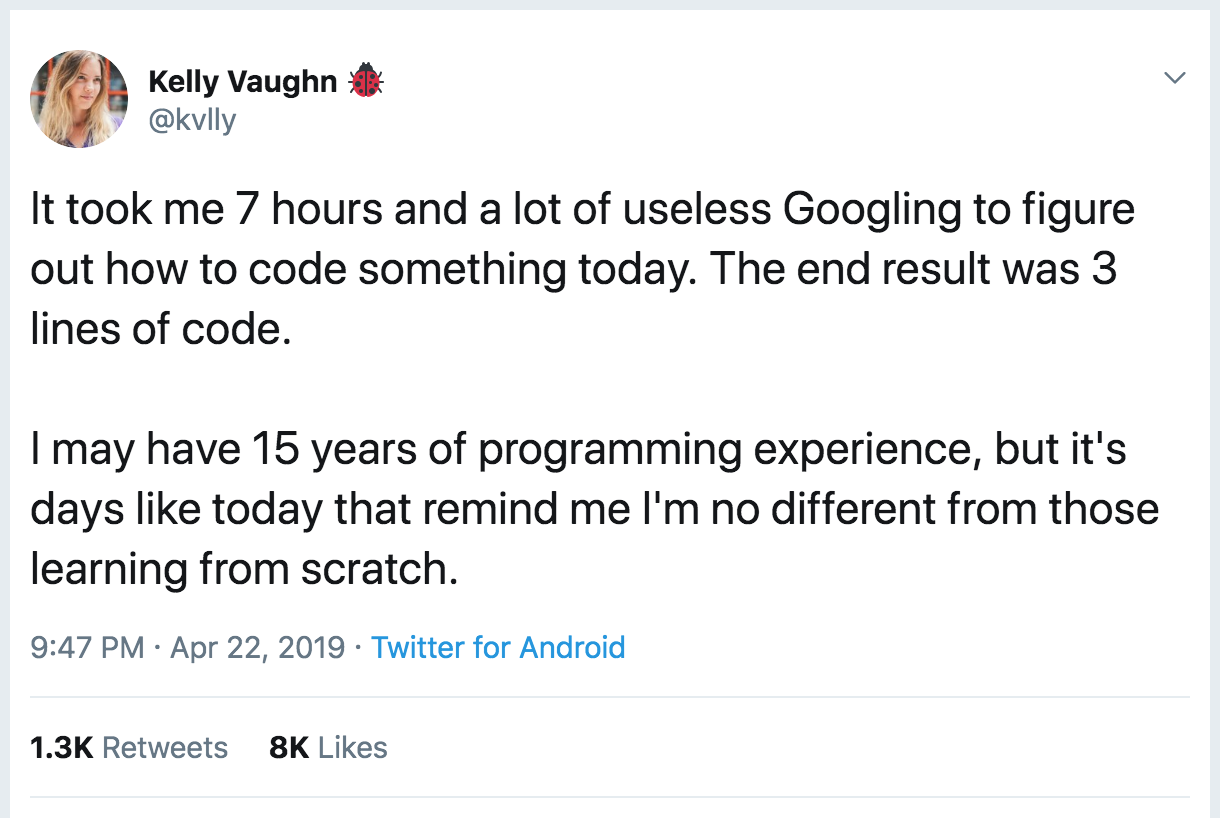 Kelly Vaughn 🐞
@kvlly
It took me 7 hours and a lot of useless Googling to figure
out how to code something today. The end result was 3
lines of code.
I may have 15 years of programming experience, but it's
days like today that remind me I'm no different from those
learning from scratch.
9:47 PM · Apr 22, 2019 · Twitter for Android
1.3K Retweets 8K Likes